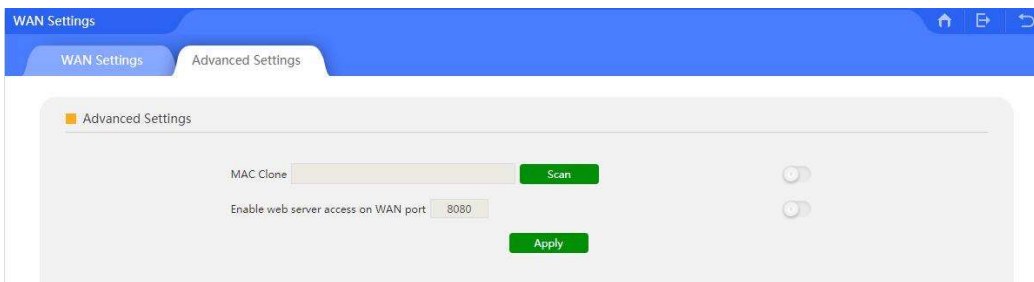 WAN Settings
WAN Settings Advanced Settings
Advanced Settings
MAC Clone Scan
Enable web server access on WAN port 8080
Apply